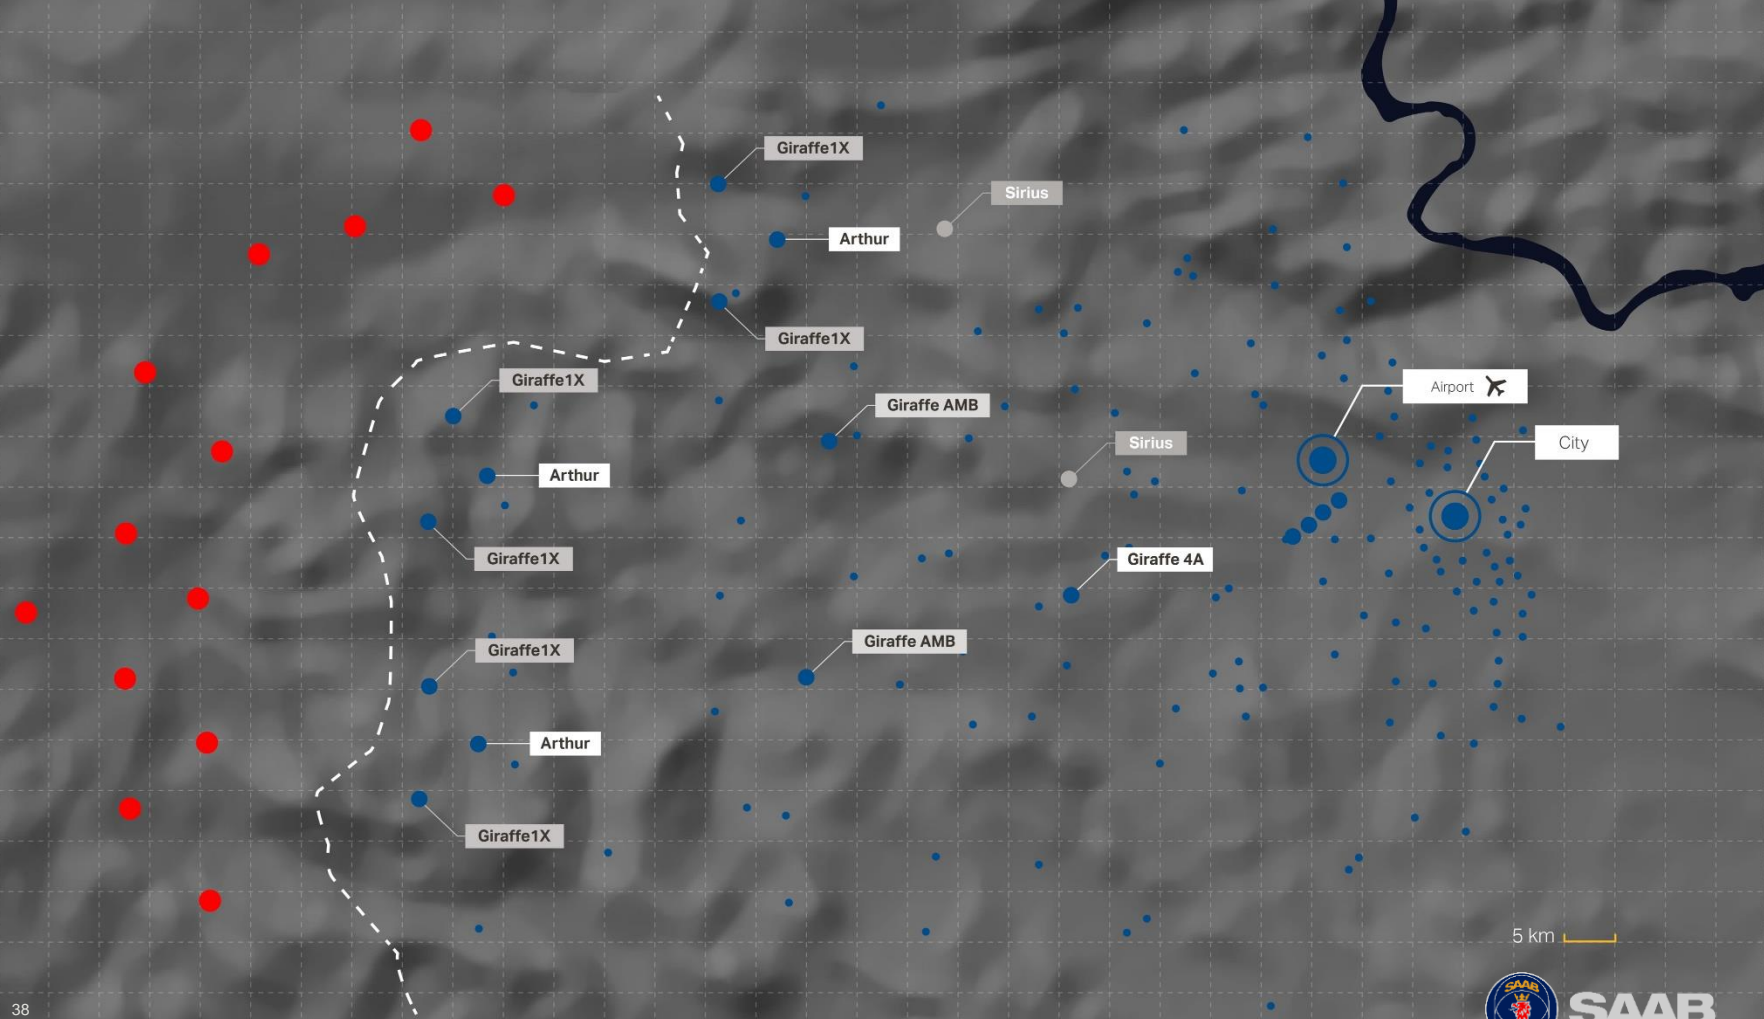 Giraffe1X
Sirius
Arthur
Giraffe1X
Giraffe1X
Airport
Giraffe AMB
City
Sirius
Arthur
Giraffe1X
Giraffe 4A
Giraffe AMB
Giraffe1X
Arthur
Giraffe1X
5 km
SAAB
SAAB
38